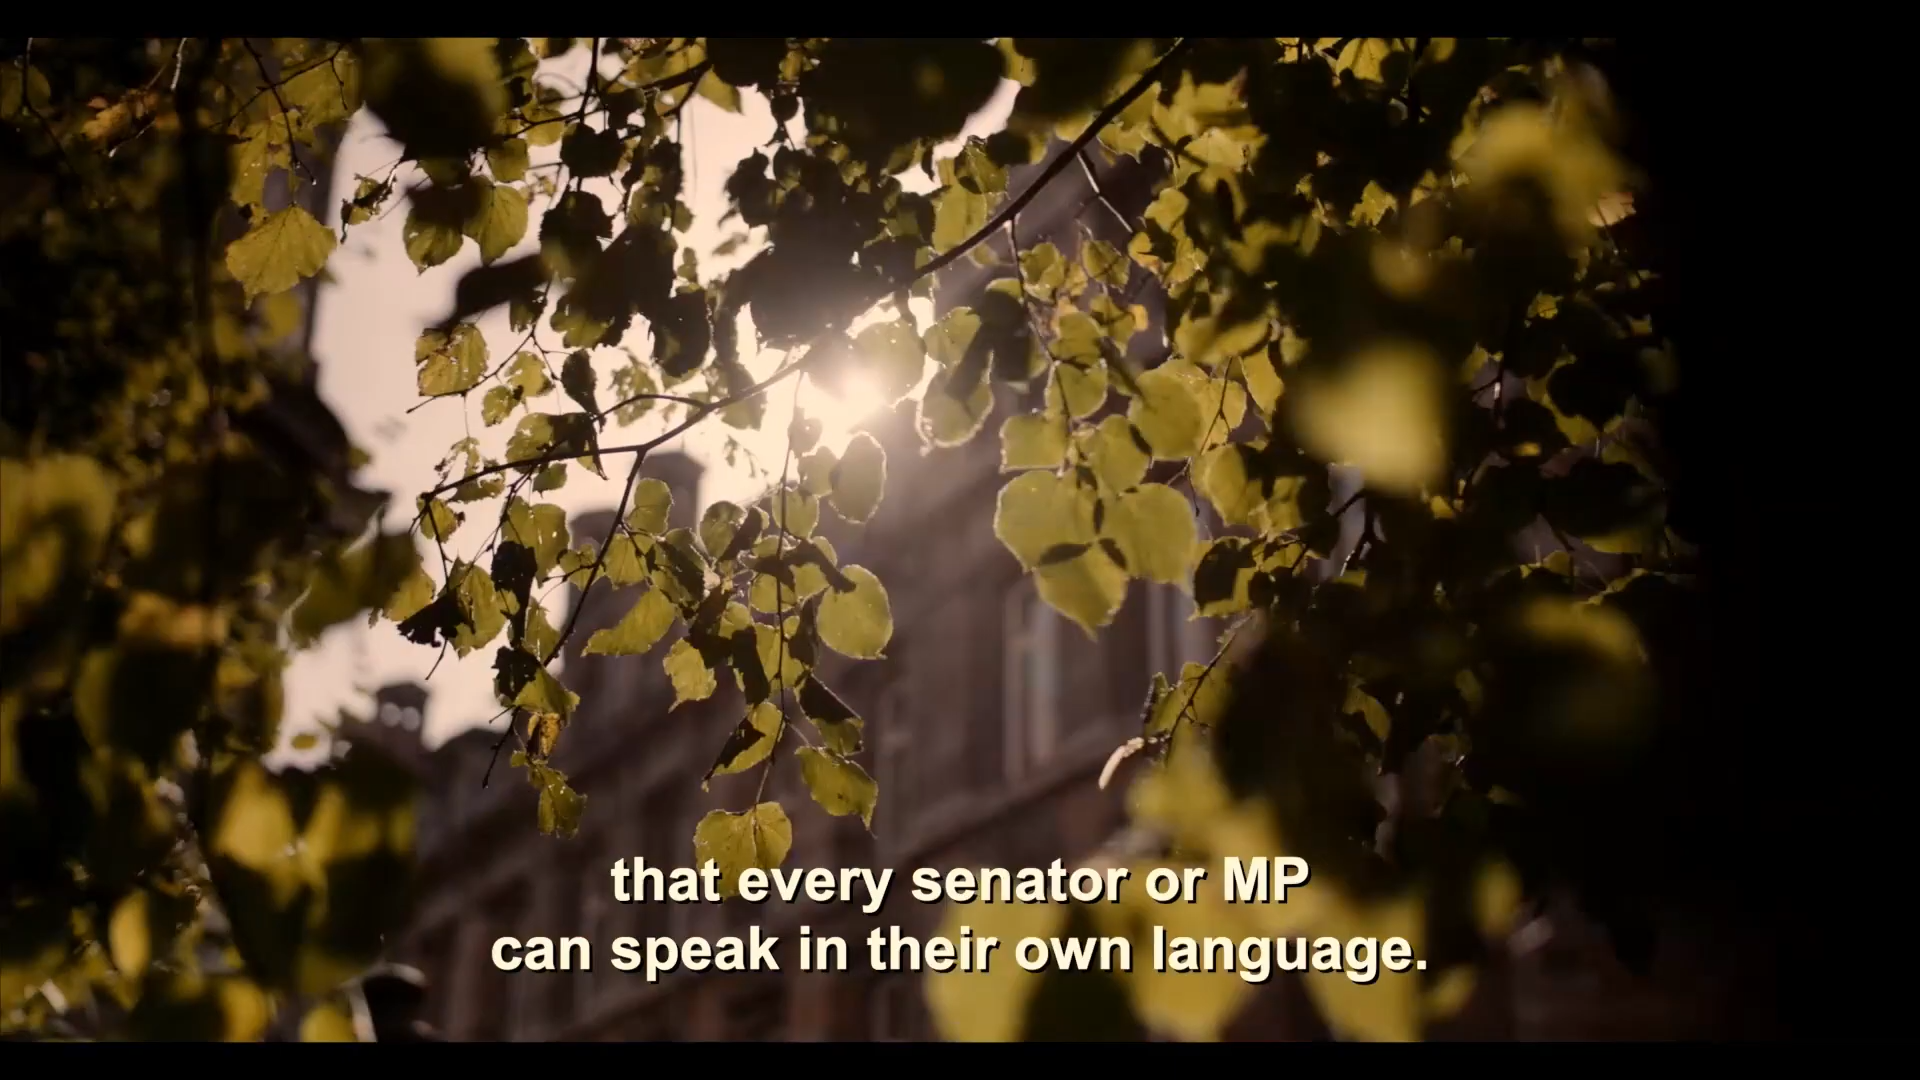 that every senator or MP
can speak in their own language.